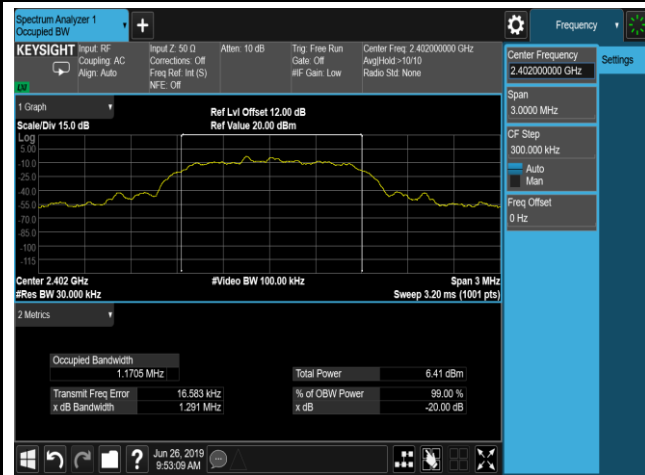 Spectrum Analyzer 1
Occupied BW
+
Frequency
KEYSIGHT
Input: RF
Coupling: AC
Align: Auto
Input Z: 50 Ω
Corrections: Off
Freq Ref: Int (S)
NFE: Off
Atten: 10 dB
Trig: Free Run
Gate: Off
#IF Gain: Low
Center Freq: 2.402000000 GHz
Avg|Hold:>10/10
Radio Std: None
LXI
Center Frequency
2.402000000 GHz
Settings
Span
3.0000 MHz
CF Step
300.000 kHz
Auto
Man
Freq Offset
0 Hz
1 Graph
Scale/Div 15.0 dB
Ref Lvl Offset 12.00 dB
Ref Value 20.00 dBm
Log
5.00
-10.0
-25.0
-40.0
-55.0
-70.0
-85.0
-100
-115
Center 2.402 GHz
#Res BW 30.000 kHz
#Video BW 100.00 kHz
Span 3 MHz
Sweep 3.20 ms (1001 pts)
2 Metrics
Occupied Bandwidth
1.1705 MHz
Total Power 6.41 dBm
Transmit Freq Error 16.583 kHz
% of OBW Power 99.00 %
x dB Bandwidth 1.291 MHz
x dB -20.00 dB
?
Jun 26, 2019
9:53:09 AM